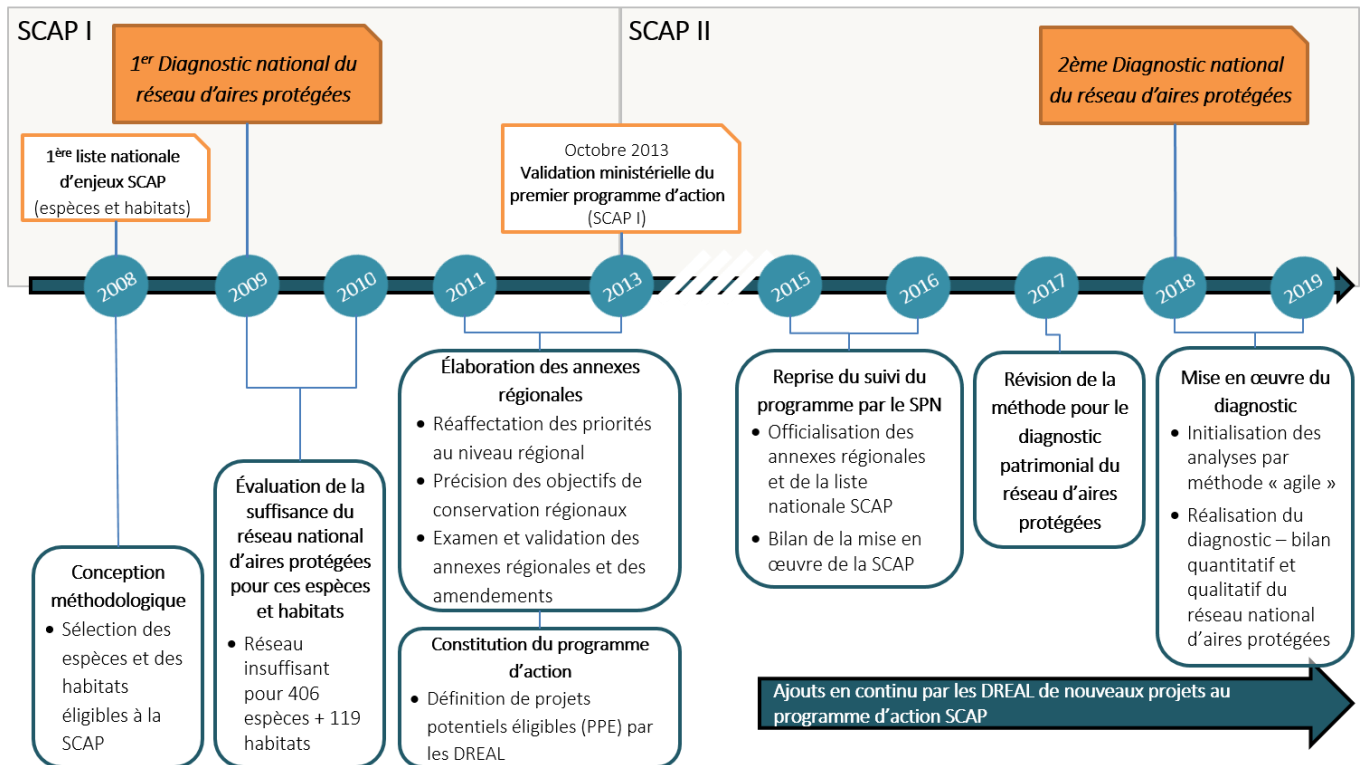 SCAP I
SCAP II
1er Diagnostic national du
réseau d'aires protégées
2ème Diagnostic national
du réseau d'aires protégées
1ère liste nationale
d'enjeux SCAP
(espèces et habitats)
Octobre 2013
Validation ministérielle du
premier programme d'action
(SCAP I)
2008
2009
2010
2011
2013
2015
2016
2017
2018
2019
Conception
méthodologique
• Sélection des
espèces et des
habitats
éligibles à la
SCAP
Évaluation de la
suffisance du
réseau national
d'aires protégées
pour ces espèces
et habitats
• Réseau
insuffisant
pour 406
espèces + 119
habitats
Élaboration des annexes
régionales
• Réaffectation des priorités
au niveau régional
• Précision des objectifs de
conservation régionaux
• Examen et validation des
annexes régionales et des
amendements
Constitution du programme
d'action
• Définition de projets
potentiels éligibles (PPE) par
les DREAL
Reprise du suivi du
programme par le SPN
• Officialisation des
annexes régionales
et de la liste
nationale SCAP
• Bilan de la mise en
œuvre de la SCAP
Révision de la
méthode pour le
diagnostic
patrimonial du
réseau d'aires
protégées
Mise en œuvre du
diagnostic
• Initialisation des
analyses par
méthode « agile »
• Réalisation du
diagnostic – bilan
quantitatif et
qualitatif du
réseau national
d'aires protégées
Ajouts en continu par les DREAL de nouveaux projets au
programme d'action SCAP